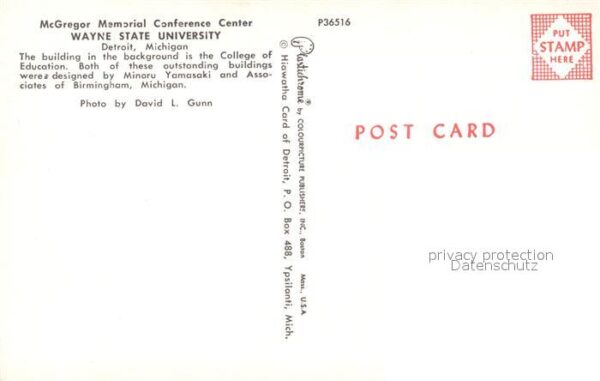 McGregor Memorial Conference Center
WAYNE STATE UNIVERSITY
Detroit, Michigan
The building in the background is the College of
Education. Both of these outstanding buildings
weres designed by Minoru Yamasaki and Asso-
ciates of Birmingham, Michigan.
Photo by David L. Gunn
P36516
Plastichrome® by COLOURPICTURE PUBLISHERS, INC., Boston Mass., U.S.A
© Hiawatha Card of Detroit, P. O. Box 488, Ypsilanti, Mich.
PUT
STAMP
HERE
POST CARD
privacy protection
Datenschutz